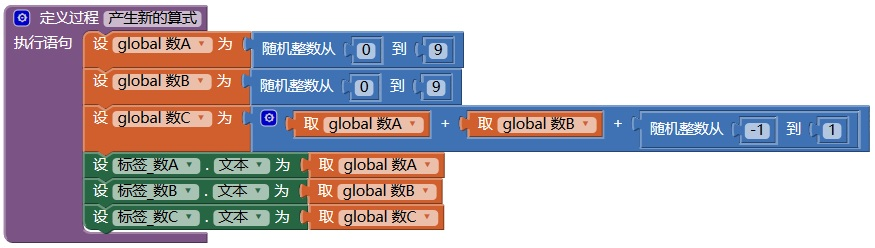 定义过程 产生新的算式
执行语句 设 global 数A 为 随机整数从 0 到 9
设 global 数B 为 随机整数从 0 到 9
设 global 数C 为 取 global 数A + 取 global 数B + 随机整数从 -1 到 1
设 标签_数A . 文本 为 取 global 数A
设 标签_数B . 文本 为 取 global 数B
设 标签_数C . 文本 为 取 global 数C